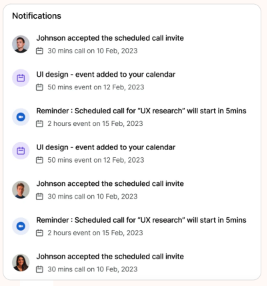 Notifications
Johnson accepted the scheduled call invite
30 mins call on 10 Feb, 2023
UI design - event added to your calendar
50 mins event on 12 Feb, 2023
Reminder : Scheduled call for "UX research" will start in 5mins
2 hours event on 15 Feb, 2023
UI design - event added to your calendar
50 mins event on 12 Feb, 2023
Johnson accepted the scheduled call invite
30 mins call on 10 Feb, 2023
Reminder : Scheduled call for "UX research" will start in 5mins
2 hours event on 15 Feb, 2023
Johnson accepted the scheduled call invite
30 mins call on 10 Feb, 2023